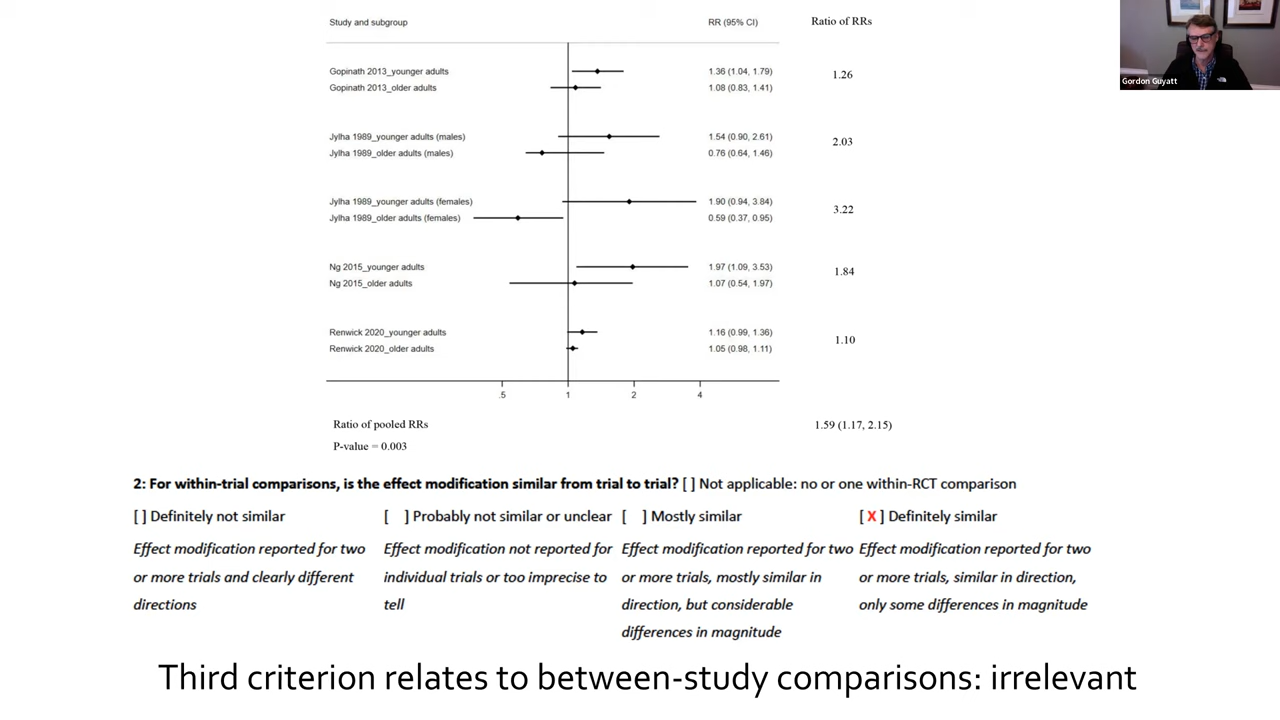 Study and subgroup RR (95% CI) Ratio of RRs
Gopinath 2013_younger adults 1.36 (1.04, 1.79) 1.26
Gopinath 2013_older adults 1.08 (0.83, 1.41)
Jylha 1989_younger adults (males) 1.54 (0.90, 2.61) 2.03
Jylha 1989_older adults (males) 0.76 (0.64, 1.46)
Jylha 1989_younger adults (females) 1.90 (0.94, 3.84) 3.22
Jylha 1989_older adults (females) 0.59 (0.37, 0.95)
Ng 2015_younger adults 1.97 (1.09, 3.53) 1.84
Ng 2015_older adults 1.07 (0.54, 1.97)
Renwick 2020_younger adults 1.16 (0.99, 1.36) 1.10
Renwick 2020_older adults 1.05 (0.98, 1.11)
.5 1 2 4
Ratio of pooled RRs 1.59 (1.17, 2.15)
P-value = 0.003
Gordon Guyatt
2: For within-trial comparisons, is the effect modification similar from trial to trial? [ ] Not applicable: no or one within-RCT comparison
[ ] Definitely not similar [ ] Probably not similar or unclear [ ] Mostly similar [ X ] Definitely similar
Effect modification reported for two Effect modification not reported for Effect modification reported for two Effect modification reported for two
or more trials and clearly different individual trials or too imprecise to or more trials, mostly similar in or more trials, similar in direction,
directions tell direction, but considerable only some differences in magnitude
differences in magnitude
Third criterion relates to between-study comparisons: irrelevant